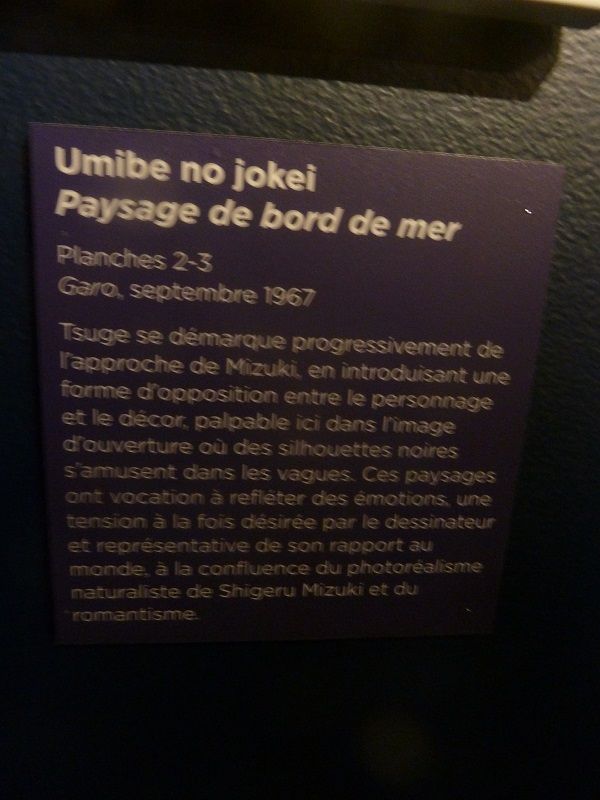 Umibe no jokei
Paysage de bord de mer
Planches 2-3
Garo, septembre 1967
Tsuge se démarque progressivement de
l'approche de Mizuki, en introduisant une
forme d'opposition entre le personnage
et le décor, palpable ici dans l'image
d'ouverture où des silhouettes noires
s'amusent dans les vagues. Ces paysages
ont vocation à refléter des émotions, une
tension à la fois désirée par le dessinateur
et représentative de son rapport au
monde, à la confluence du photoréalisme
naturaliste de Shigeru Mizuki et du
romantisme.